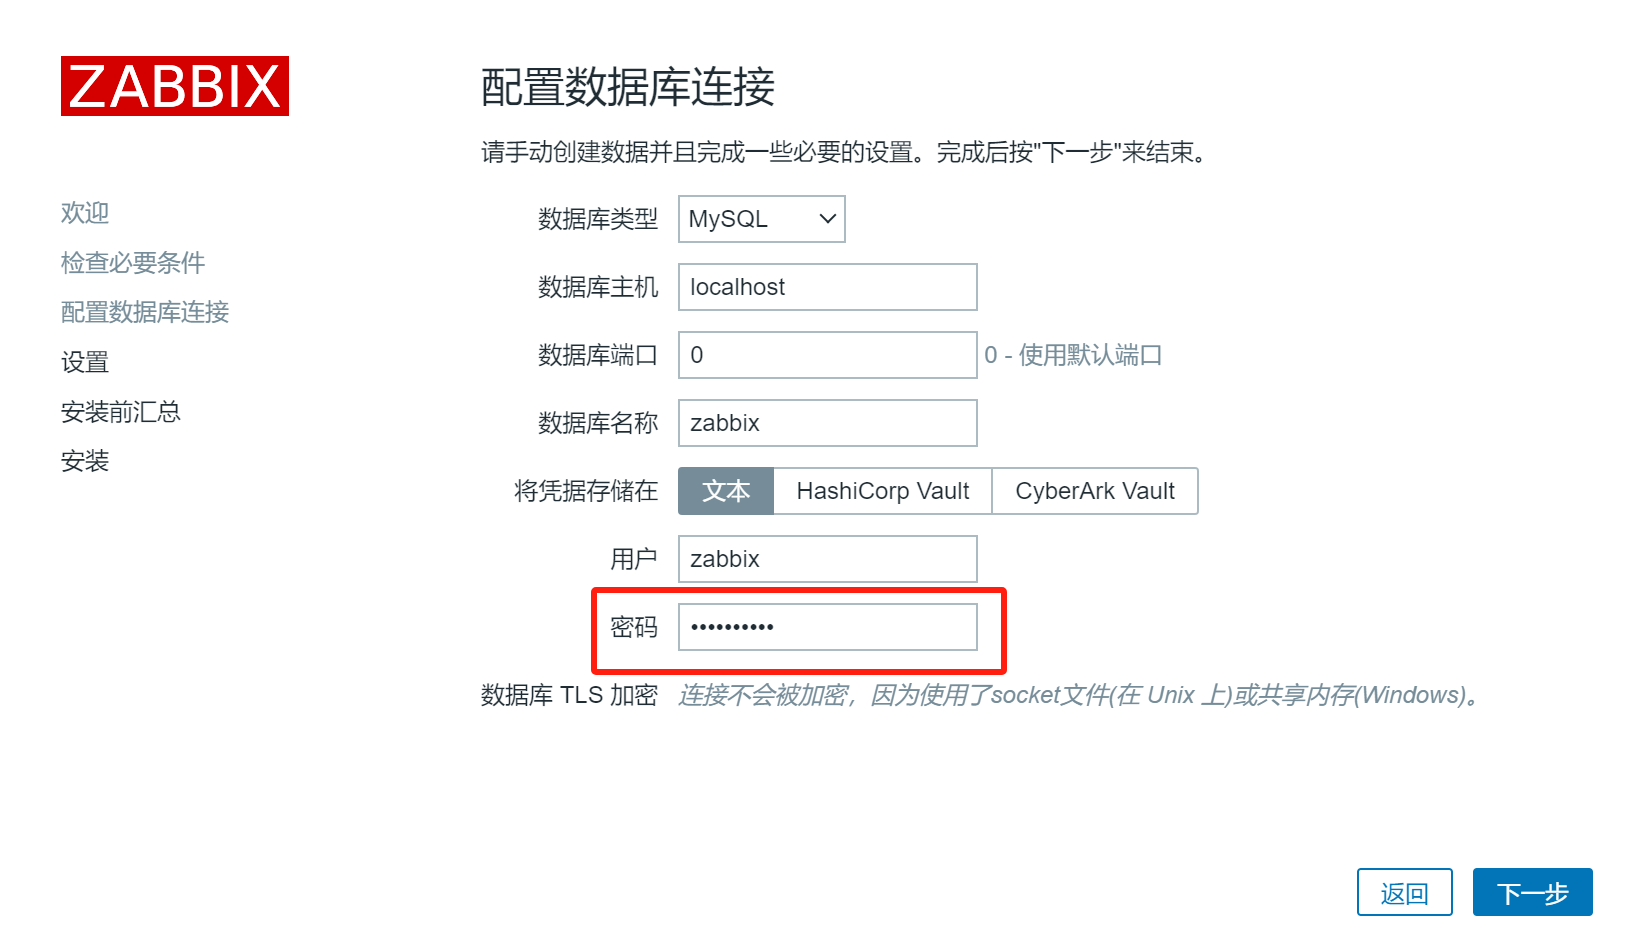 ZABBIX
欢迎
检查必要条件
配置数据库连接
设置
安装前汇总
安装
配置数据库连接
请手动创建数据并且完成一些必要的设置。完成后按"下一步"来结束。
数据库类型 MySQL
数据库主机 localhost
数据库端口 0 0 - 使用默认端口
数据库名称 zabbix
将凭据存储在 文本 HashiCorp Vault CyberArk Vault
用户 zabbix
密码 ••••••••••
数据库 TLS 加密 连接不会被加密，因为使用了socket文件(在 Unix 上)或共享内存(Windows)。
返回 下一步